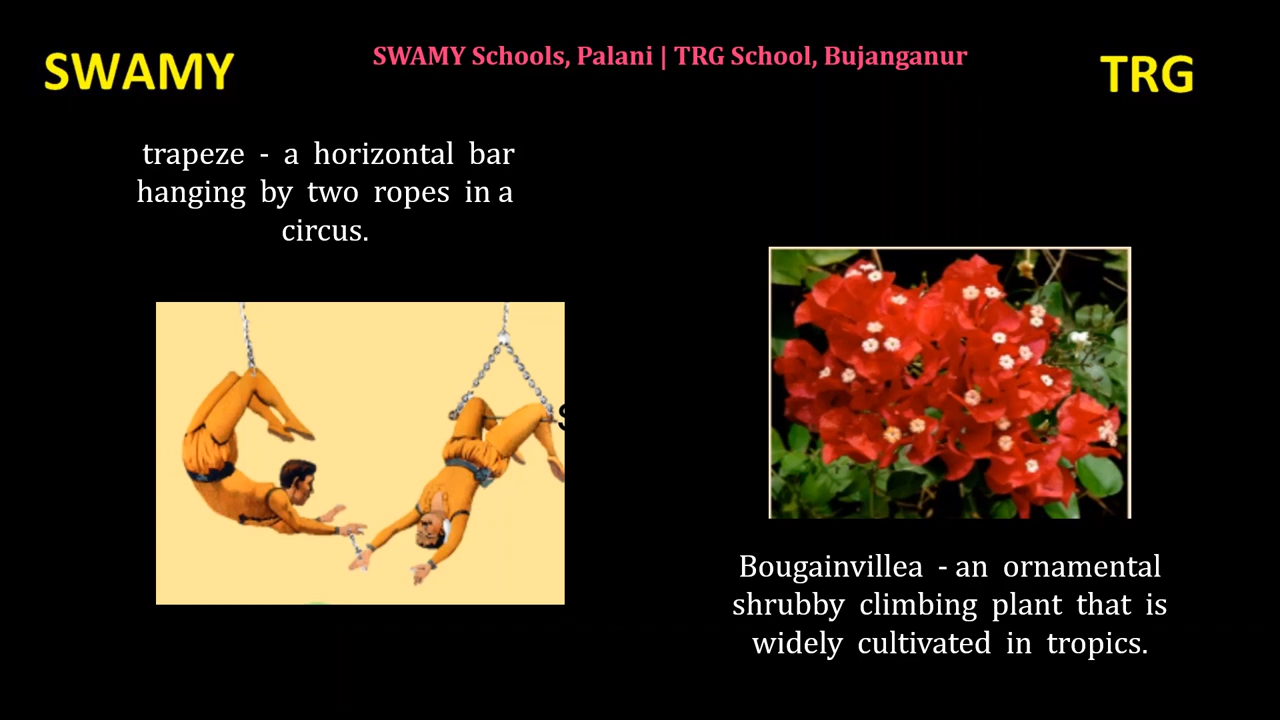 SWAMY
SWAMY Schools, Palani | TRG School, Bujanganur
TRG
trapeze - a horizontal bar
hanging by two ropes in a
circus.
Bougainvillea - an ornamental
shrubby climbing plant that is
widely cultivated in tropics.